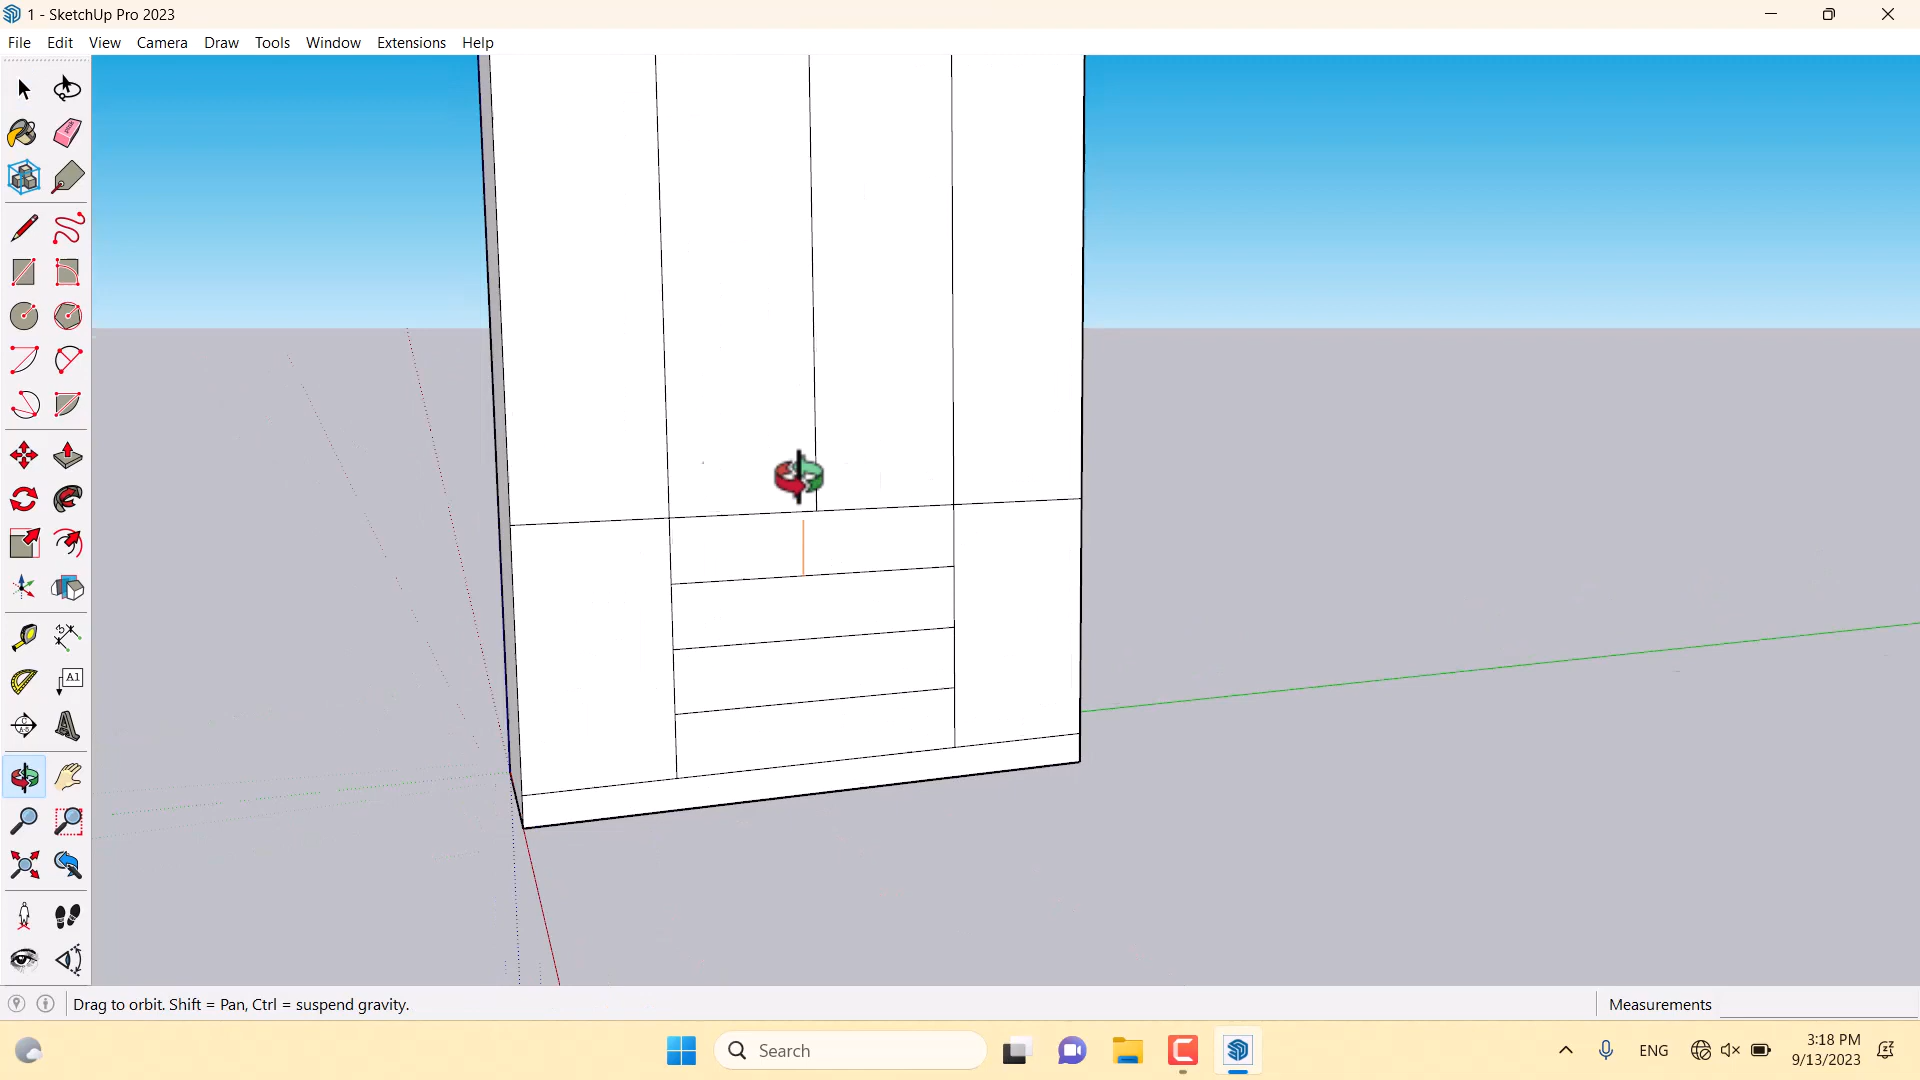 1 - SketchUp Pro 2023
File Edit View Camera Draw Tools Window Extensions Help
A1
Drag to orbit. Shift = Pan, Ctrl = suspend gravity.
Measurements
Search
ENG
3:18 PM
9/13/2023